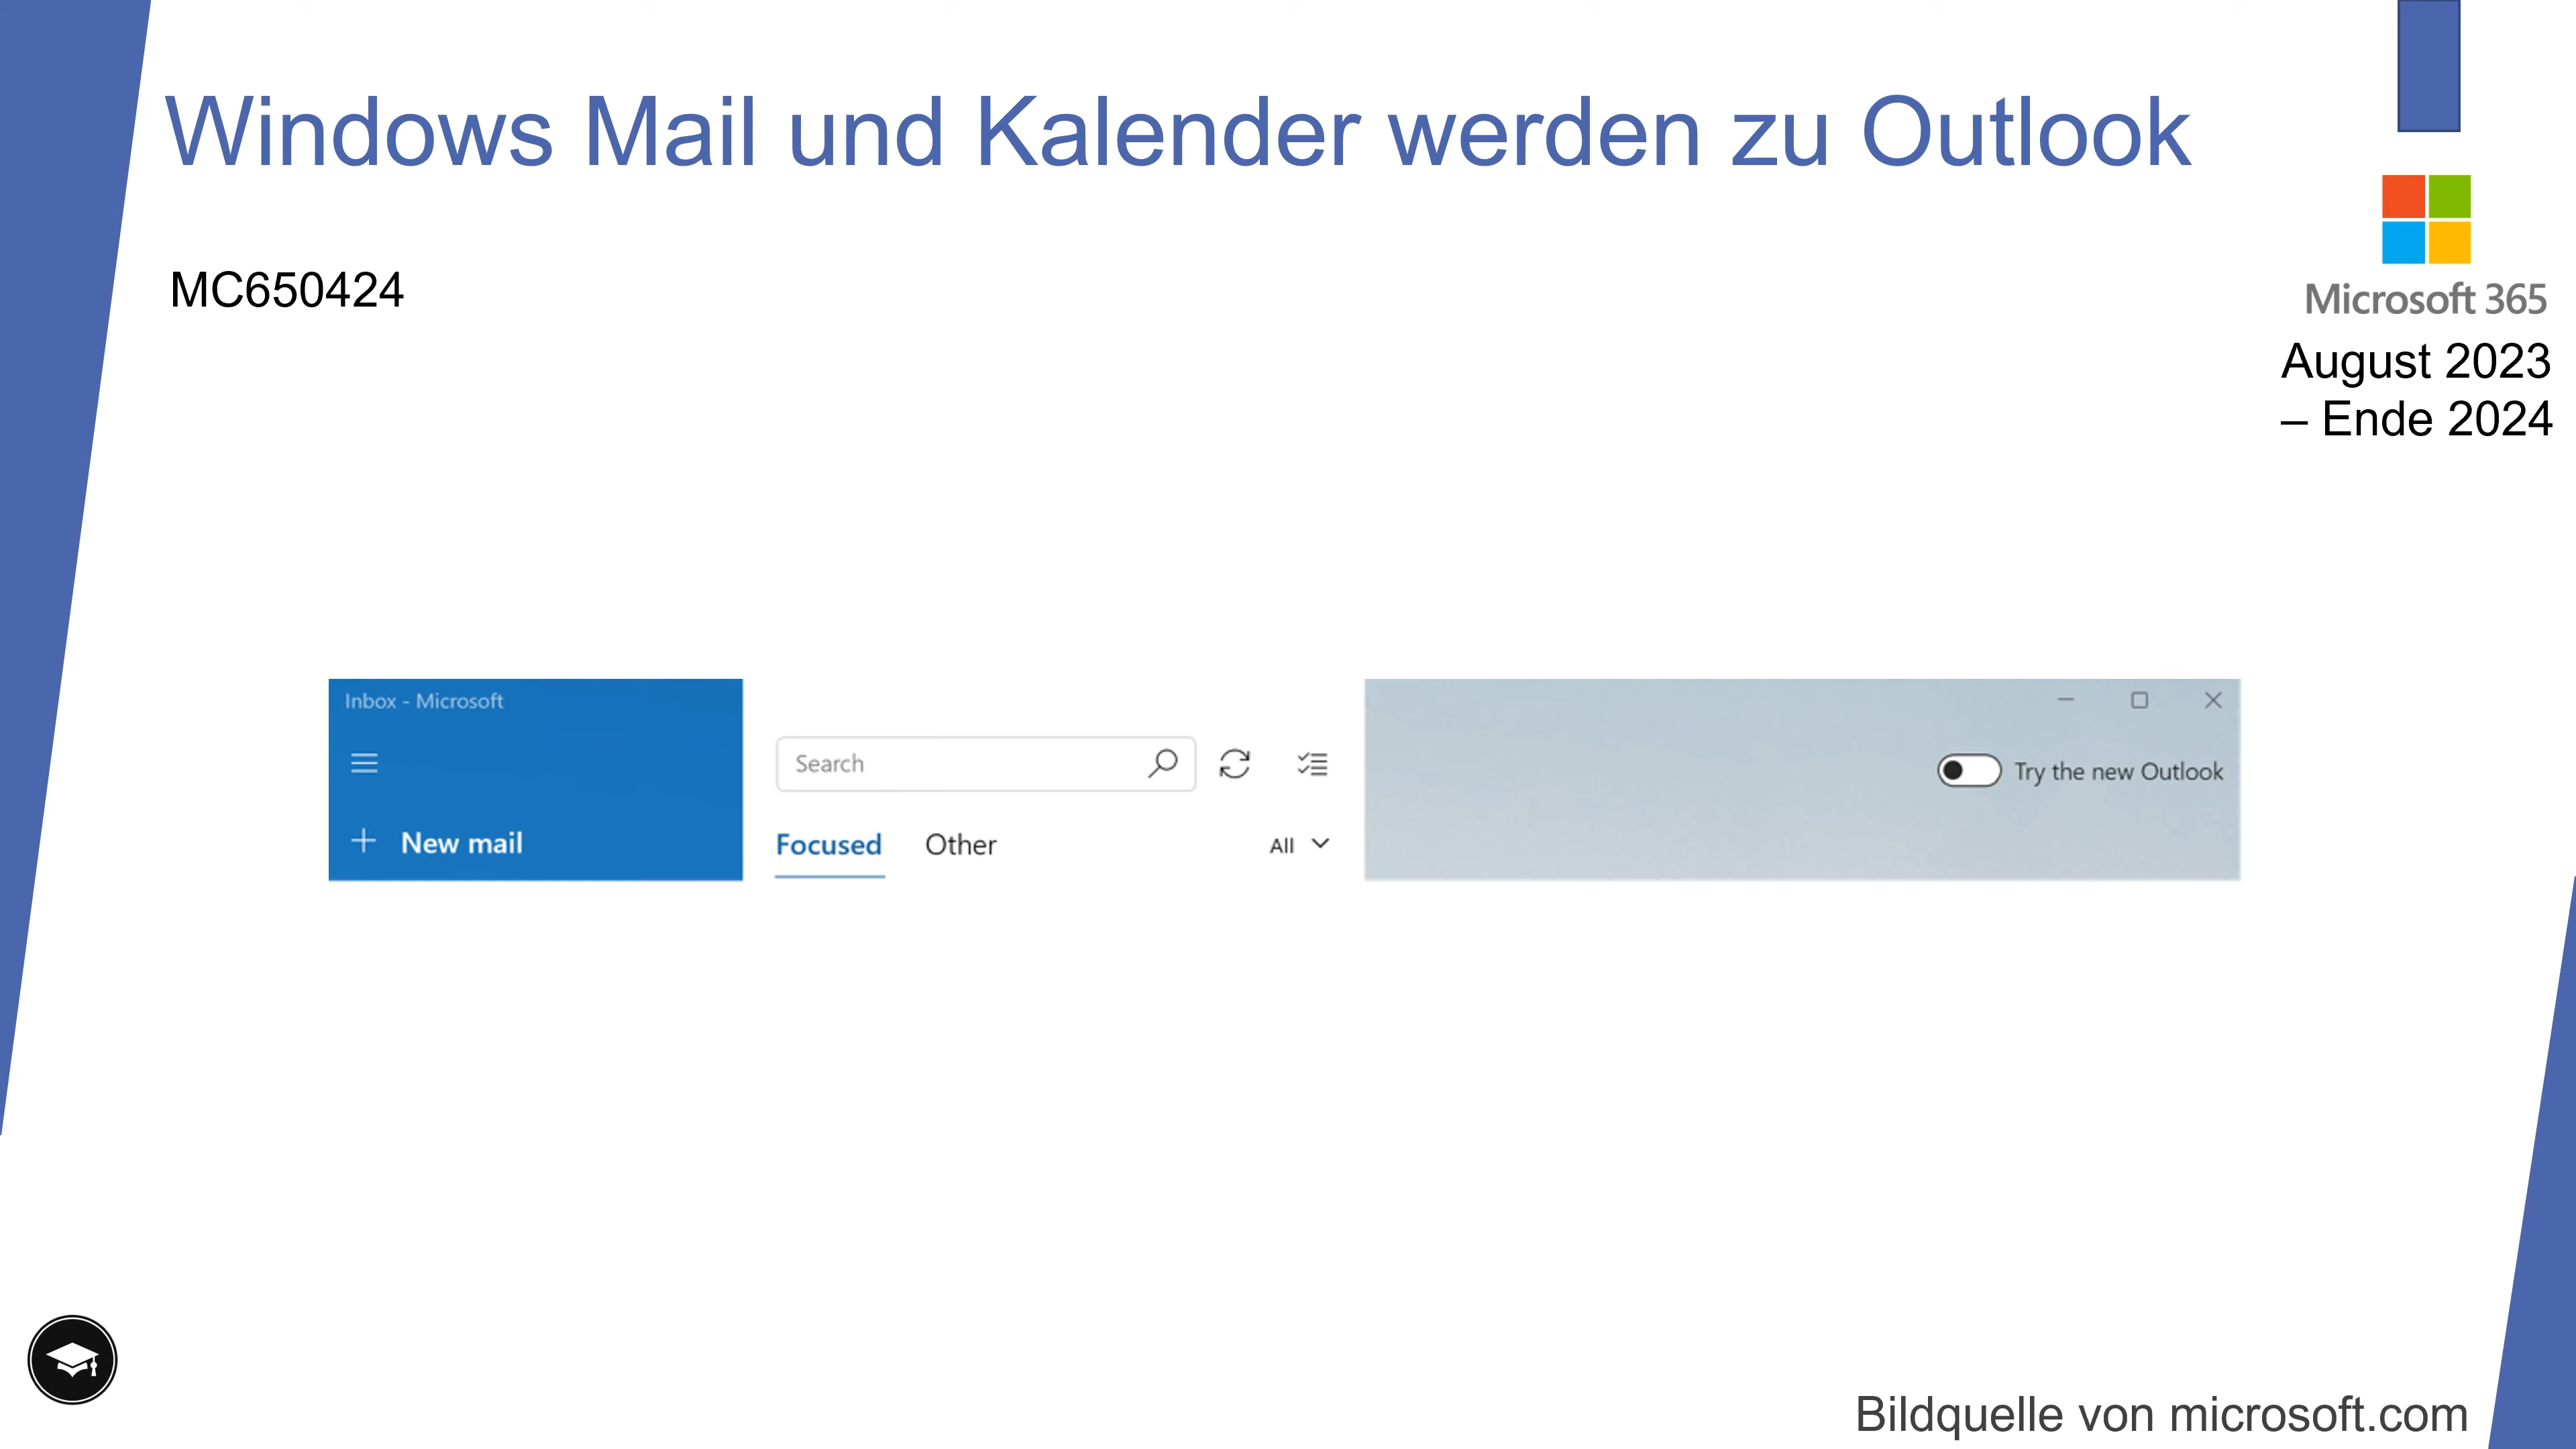 Windows Mail und Kalender werden zu Outlook
MC650424
Microsoft 365
August 2023
– Ende 2024
Inbox - Microsoft
Search
Try the new Outlook
New mail
Focused
Other
All
Bildquelle von microsoft.com